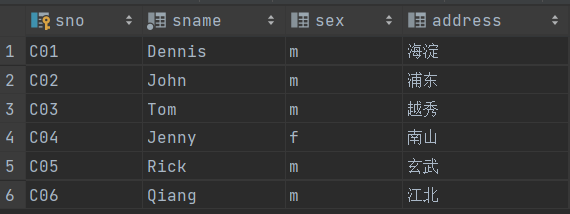 sno sname sex address
1 C01 Dennis m 海淀
2 C02 John m 浦东
3 C03 Tom m 越秀
4 C04 Jenny f 南山
5 C05 Rick m 玄武
6 C06 Qiang m 江北